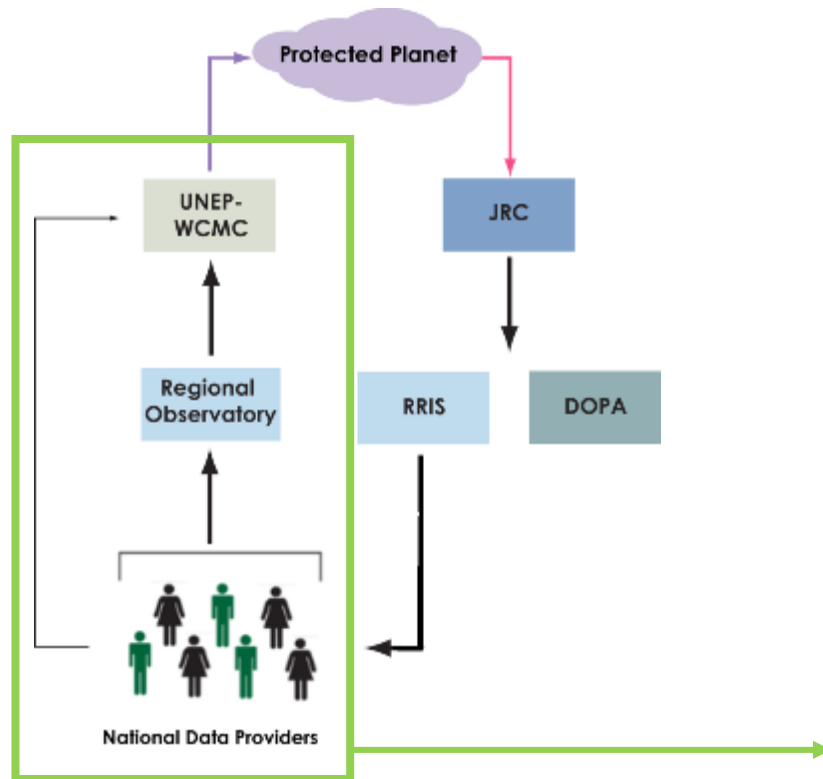 Protected Planet
UNEP-
WCMC
JRC
Regional
Observatory
RRIS
DOPA
National Data Providers